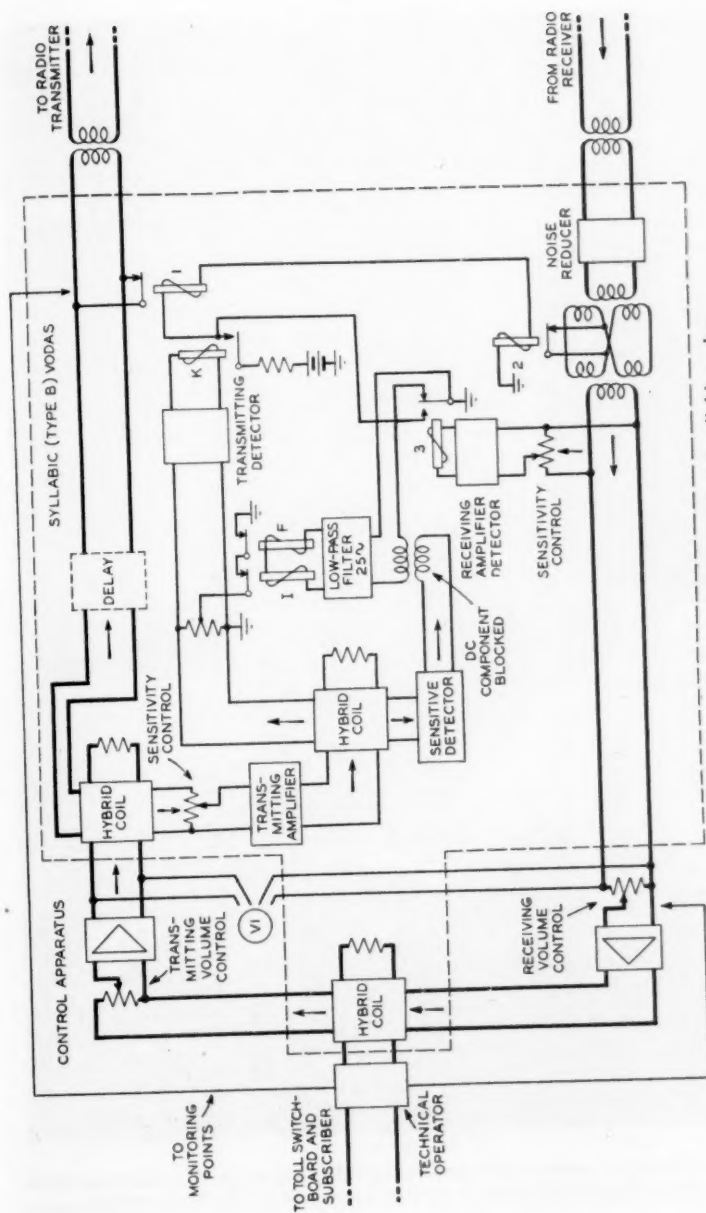 TO RADIO
TRANSMITTER
SYLLABIC (TYPE B) VODAS
DELAY
1
K
TRANSMITTING
DETECTOR
SENSITIVITY
CONTROL
HYBRID
COIL
TRANS-
MITTING
AMPLIFIER
HYBRID
COIL
SENSITIVE
DETECTOR
I
F
LOW-PASS
FILTER
25~
DC
COMPONENT
BLOCKED
3
RECEIVING
AMPLIFIER
DETECTOR
SENSITIVITY
CONTROL
2
NOISE
REDUCER
FROM RADIO
RECEIVER
CONTROL APPARATUS
TRANS-
MITTING
VOLUME
CONTROL
VI
HYBRID
COIL
RECEIVING
VOLUME
CONTROL
TO
MONITORING
POINTS
TO TOLL SWITCH-
BOARD AND
SUBSCRIBER
TECHNICAL
OPERATOR